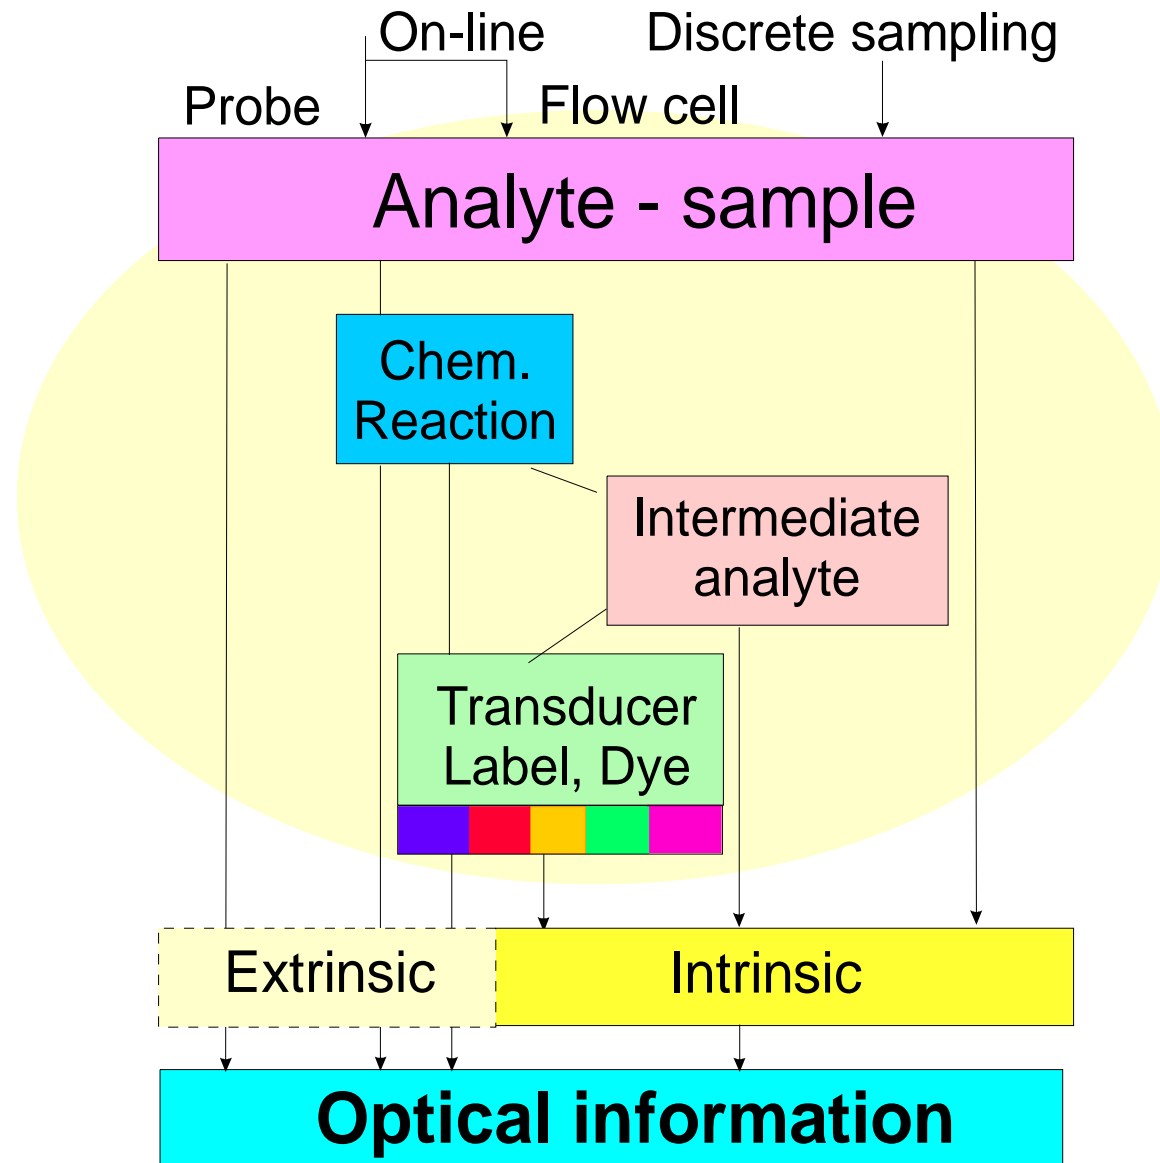 On-line
Discrete sampling
Probe
Flow cell
Analyte - sample
Chem.
Reaction
Intermediate
analyte
Transducer
Label, Dye
Extrinsic
Intrinsic
Optical information